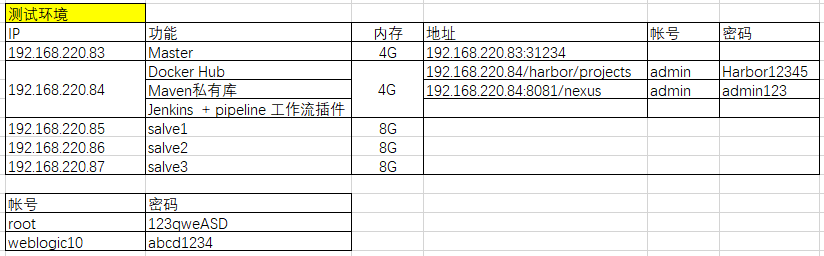 测试环境
IP 功能 内存 地址 帐号 密码
192.168.220.83 Master 4G 192.168.220.83:31234
192.168.220.84 Docker Hub 4G 192.168.220.84/harbor/projects admin Harbor12345
Maven私有库 192.168.220.84:8081/nexus admin admin123
Jenkins + pipeline 工作流插件
192.168.220.85 salve1 8G
192.168.220.86 salve2 8G
192.168.220.87 salve3 8G
帐号 密码
root 123qweASD
weblogic10 abcd1234